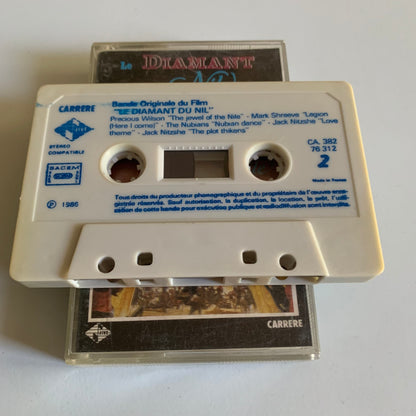 Le DIAMANT
CARRERE
Bande Originale du Film
"LE DIAMANT DU NIL"
Precious Wilson "The jewel of the Nile" - Mark Shreeve "Legion
(Here I come)" - The Nubians "Nubian dance" - Jack Nitzshe "Love
theme" - Jack Nitzshe "The plot thikens"
STEREO
COMPATIBLE
SACEM
CA. 382
76 312
2
Made in France
Tous droits du producteur phonographique et du propriétaire de l'œuvre enre-
gistrée réservés. Sauf autorisation, la duplication, la location, le prêt, l'utili-
sation de cette bande pour exécution publique et radiodiffusion sont interdits.
℗ 1986
CARRERE